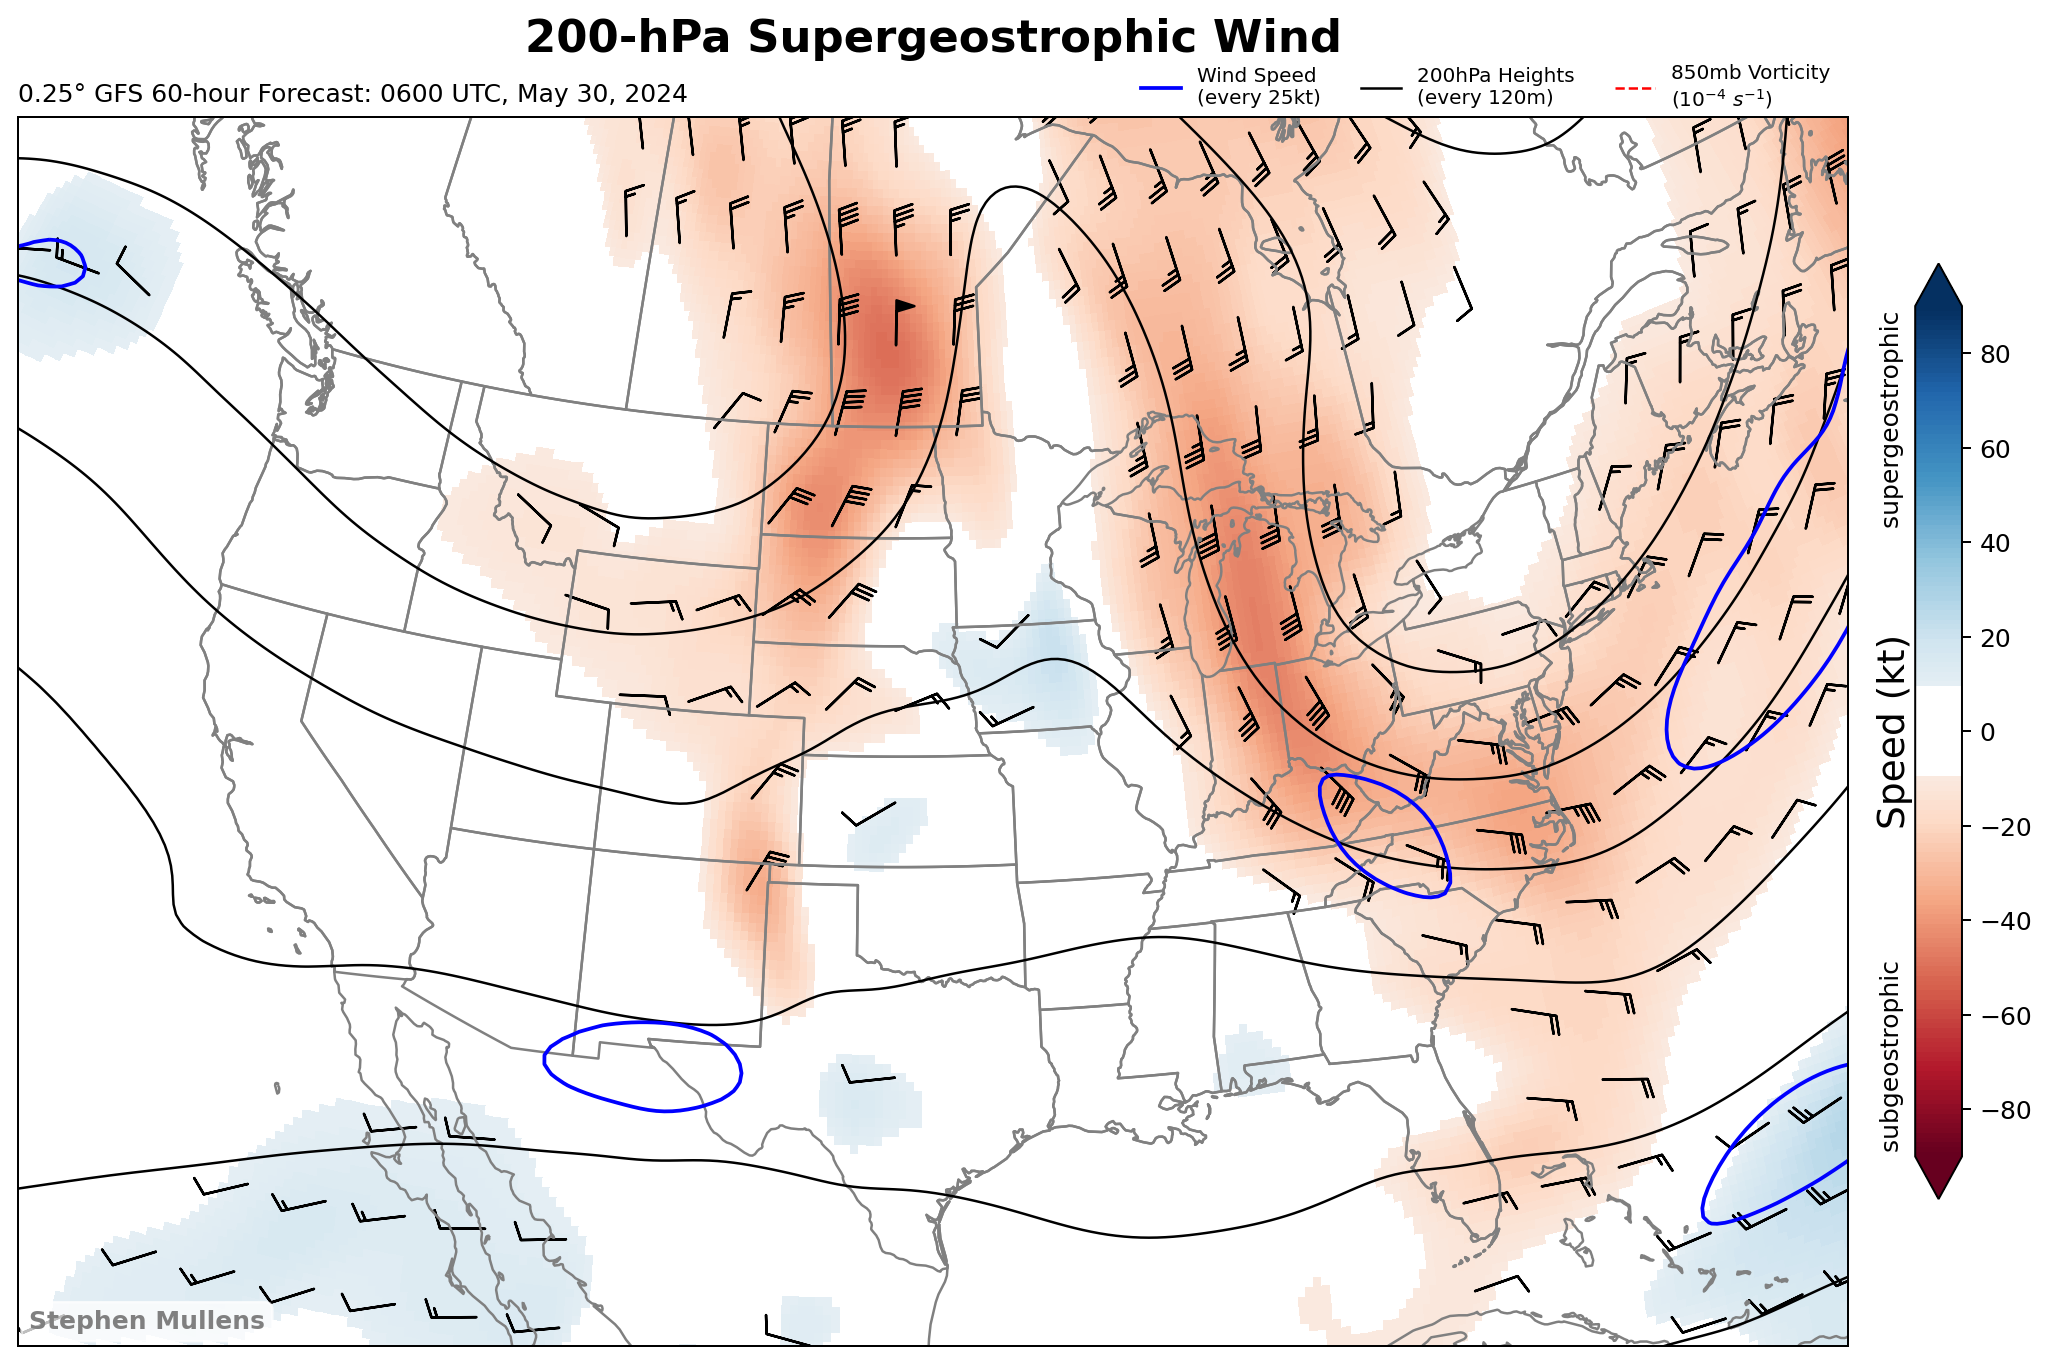 200-hPa Supergeostrophic Wind
0.25° GFS 60-hour Forecast: 0600 UTC, May 30, 2024
Wind Speed
(every 25kt)
200hPa Heights
(every 120m)
850mb Vorticity
(10⁻⁴ s⁻¹)
supergeostrophic
Speed (kt)
subgeostrophic
80
60
40
20
0
−20
−40
−60
−80
Stephen Mullens